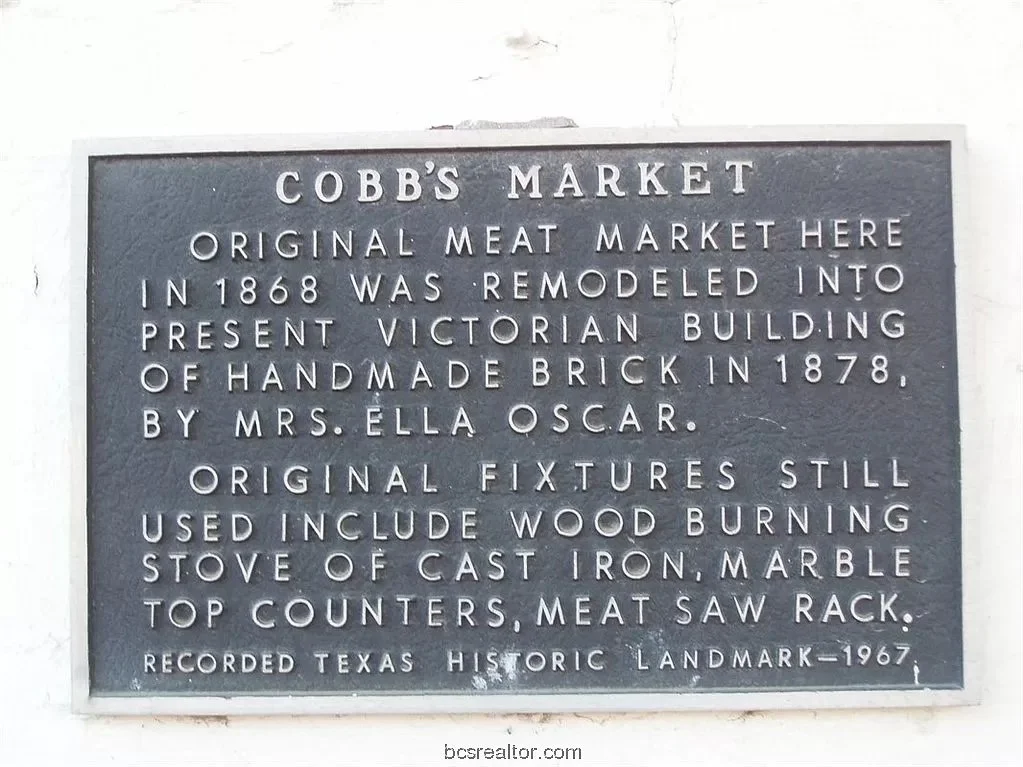 COBB'S MARKET
ORIGINAL MEAT MARKET HERE
IN 1868 WAS REMODELED INTO
PRESENT VICTORIAN BUILDING
OF HANDMADE BRICK IN 1878,
BY MRS. ELLA OSCAR.
ORIGINAL FIXTURES STILL
USED INCLUDE WOOD BURNING
STOVE OF CAST IRON, MARBLE
TOP COUNTERS, MEAT SAW RACK.
RECORDED TEXAS HISTORIC LANDMARK—1967
bcsrealtor.com